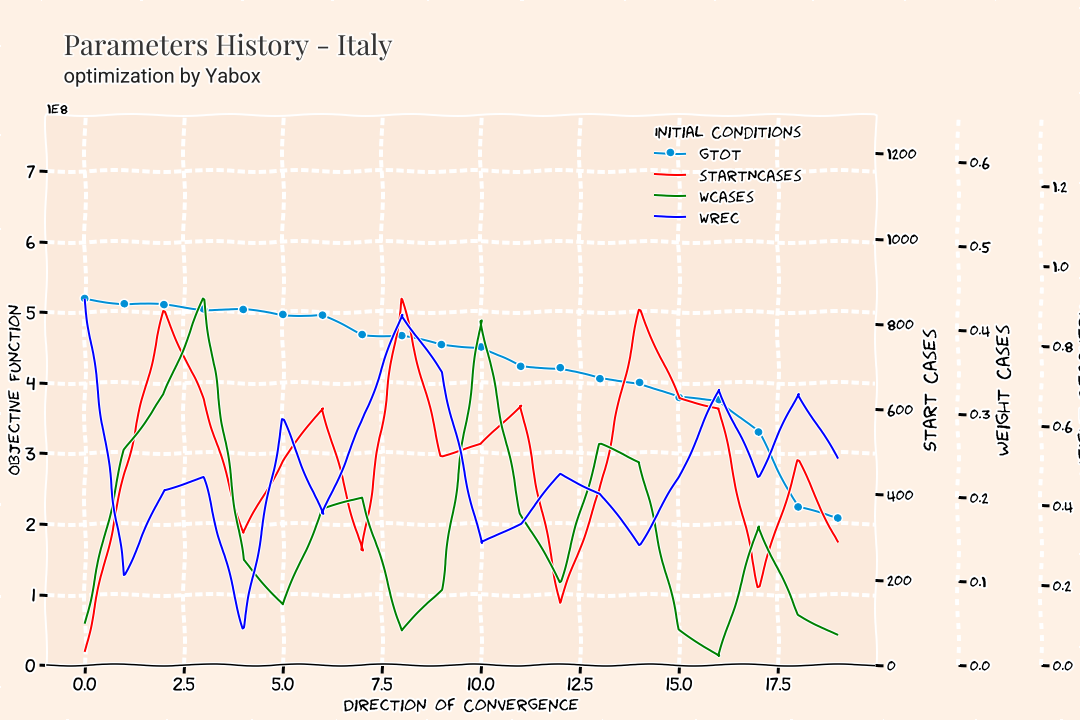 Parameters History - Italy
optimization by Yabox
1E8
INITIAL CONDITIONS
GTOT
STARTNCASES
WCASES
WREC
OBJECTIVE FUNCTION
7
6
5
4
3
2
1
0
0.0 2.5 5.0 7.5 10.0 12.5 15.0 17.5
DIRECTION OF CONVERGENCE
1200
1000
800
600
400
200
0
START CASES
0.6
0.5
0.4
0.3
0.2
0.1
0.0
WEIGHT CASES
1.2
1.0
0.8
0.6
0.4
0.2
0.0